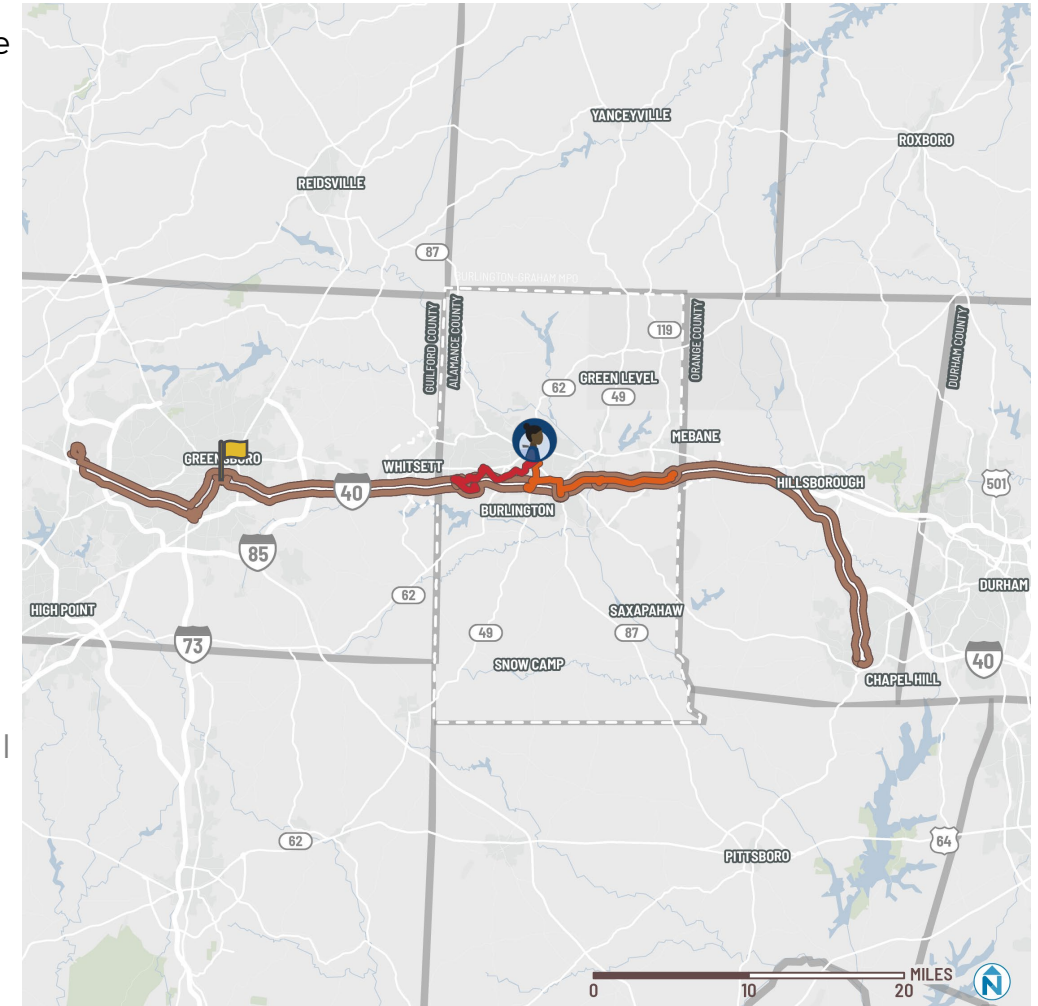 e
YANCEYVILLE
ROXBORO
REIDSVILLE
87
BURLINGTON-GRAHAM MPO
GUILFORD COUNTY
ALAMANCE COUNTY
ORANGE COUNTY
DURHAM COUNTY
119
62
GREEN LEVEL
49
MEBANE
GREENSBORO
WHITSETT
40
HILLSBOROUGH
501
BURLINGTON
85
DURHAM
62
HIGH POINT
SAXAPAHAW
49
87
73
40
SNOW CAMP
CHAPEL HILL
l
62
64
PITTSBORO
MILES
0 10 20
N